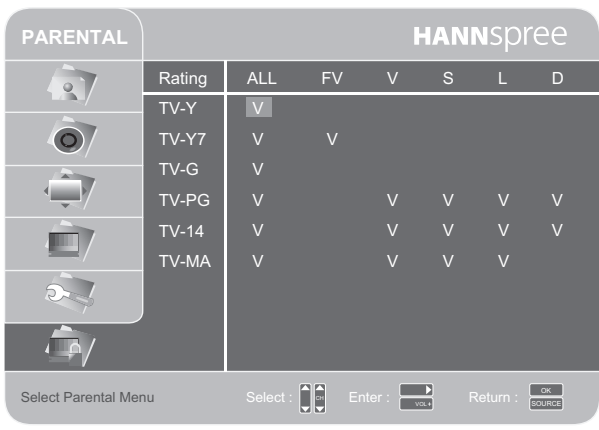 PARENTAL
HANNspree
Rating ALL FV V S L D
TV-Y V
TV-Y7 V V
TV-G V
TV-PG V V V V V
TV-14 V V V V V
TV-MA V V V V
Select Parental Menu Select : CH Enter : VOL+ Return : OK SOURCE